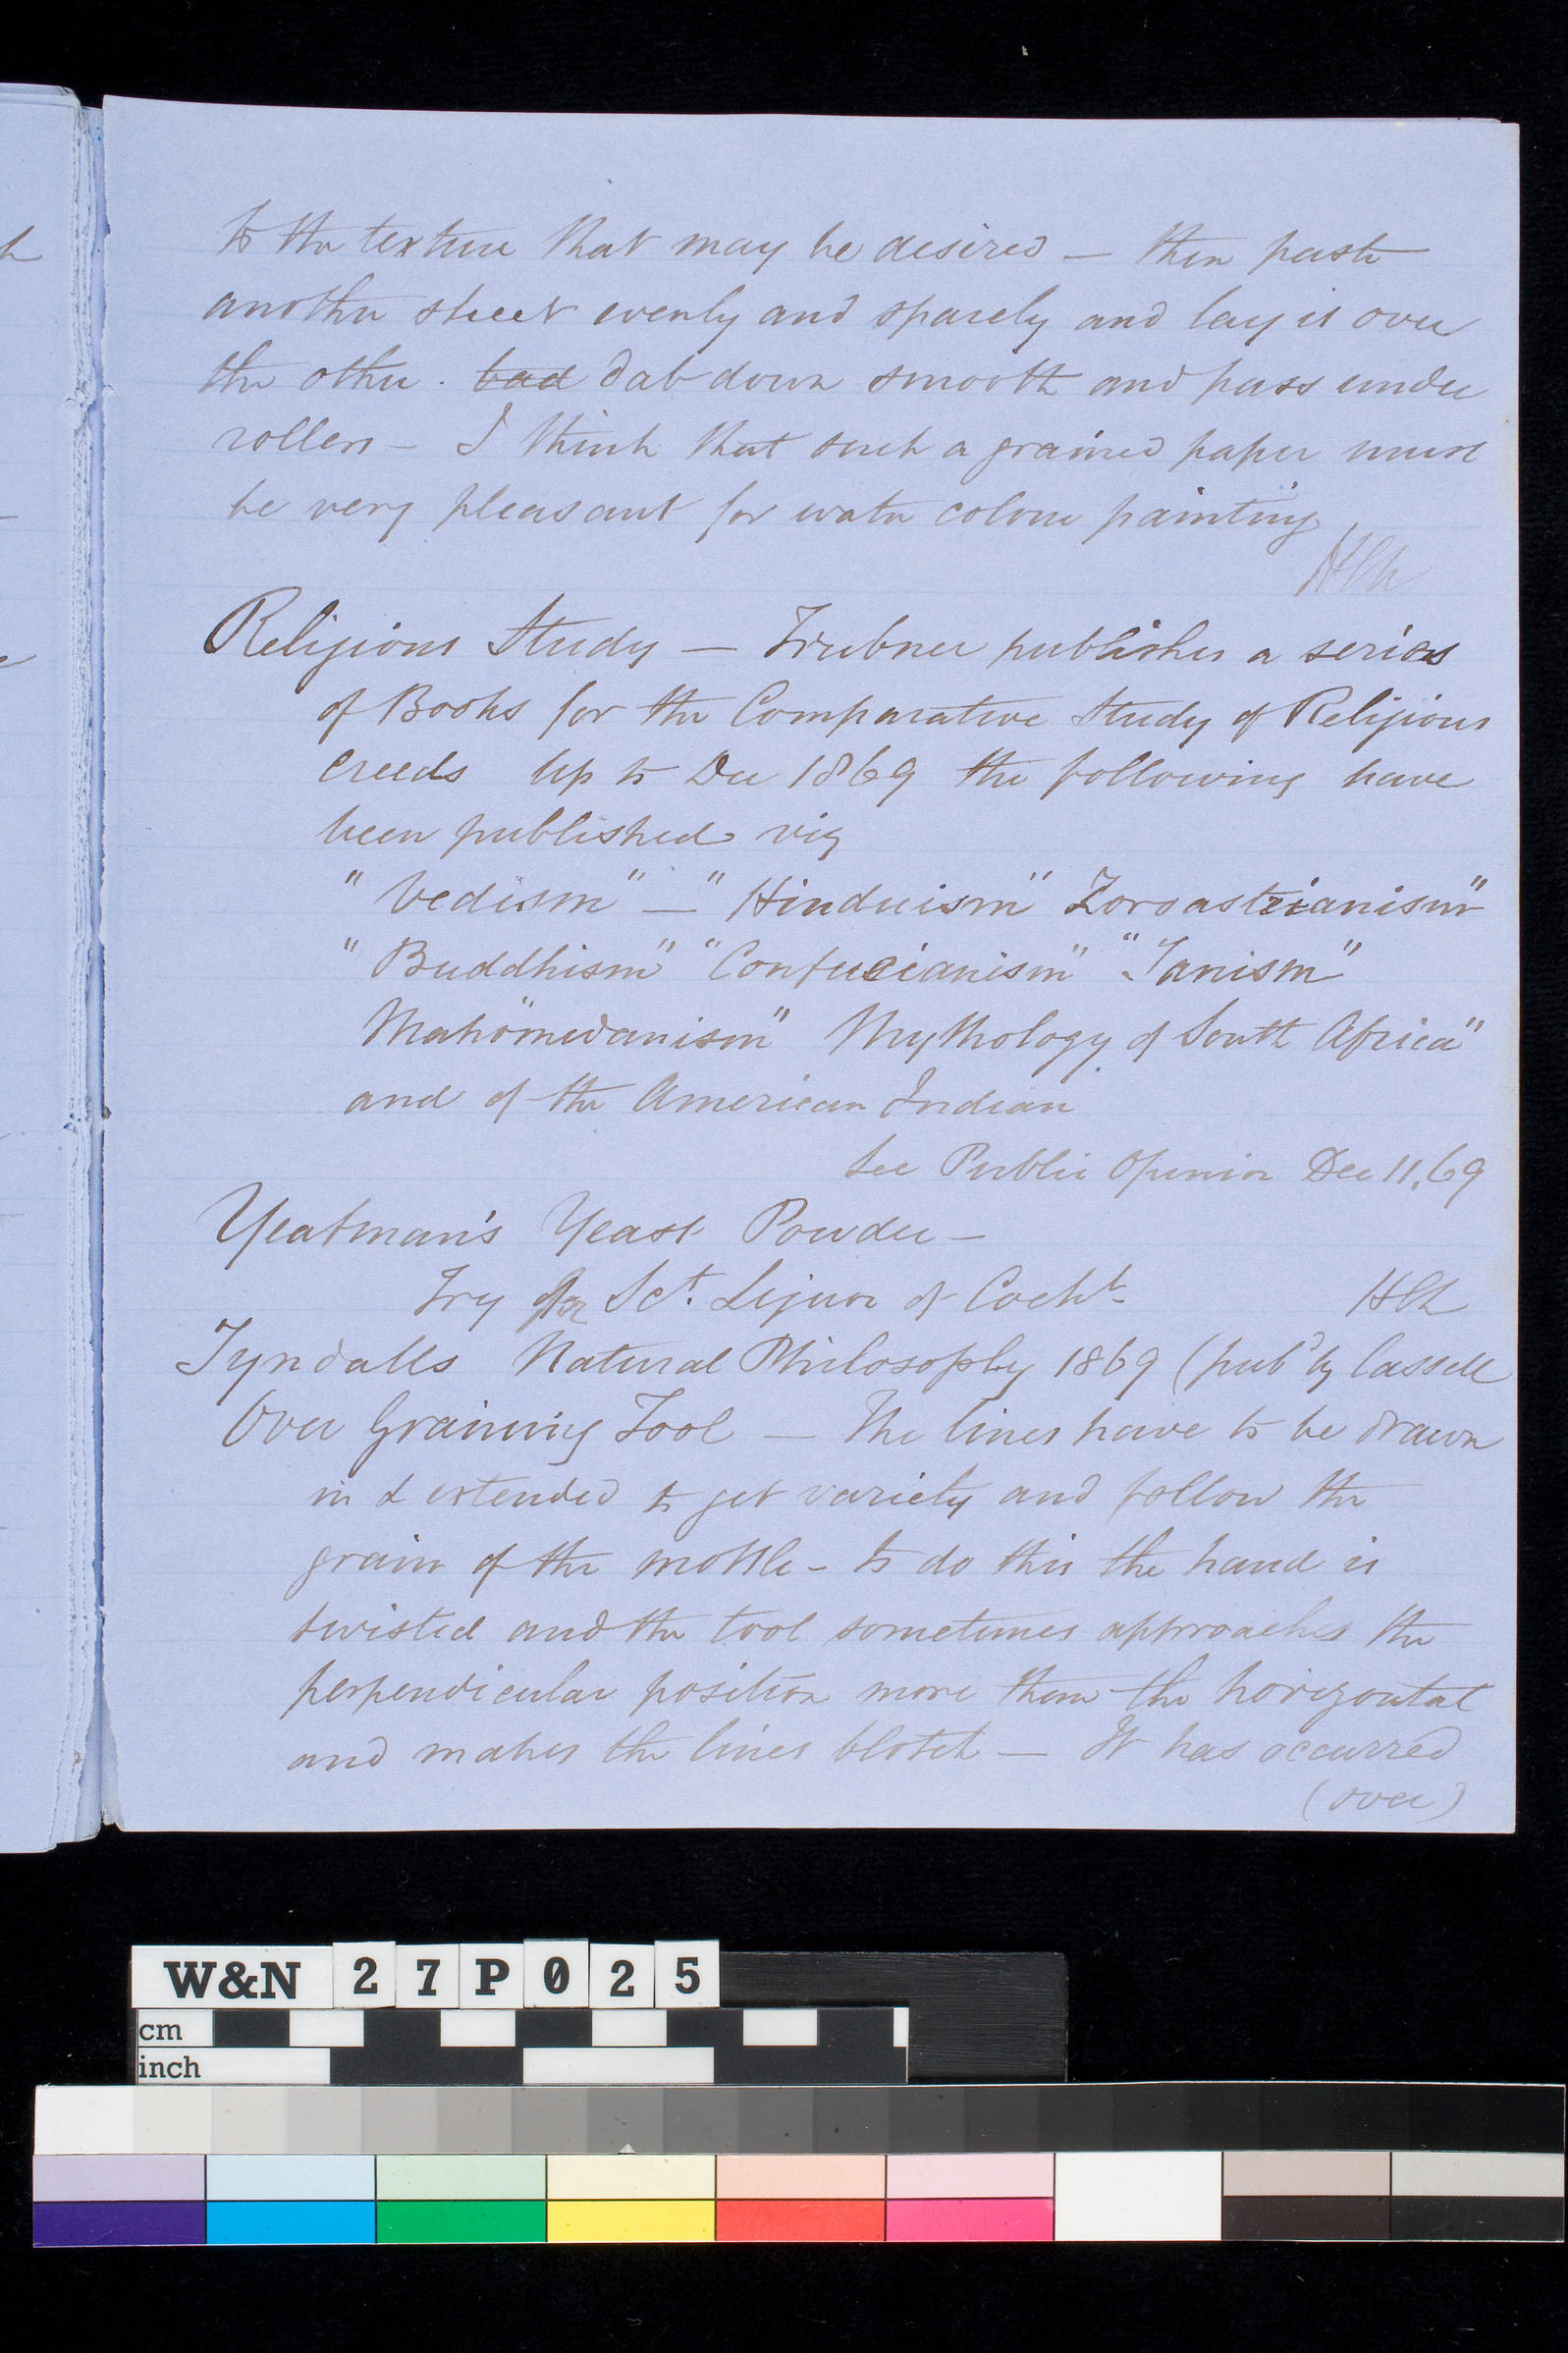 to the texture that may be desired — then paste
another sheet evenly and sparely and lay it over
the other. bad dab down smooth and pass under
rollers — I think that such a grained paper must
be very pleasant for water colour painting
HCN
Religious Study — Trubner publishes a series
of Books for the Comparative Study of Religious
Creeds Up to Dec 1869 the following have
been published viz
"Vedism" — "Hinduism" Zoroastrianism"
"Buddhism" "Confucianism" "Janism"
Mahomedanism" Mythology of South Africa"
and of the American Indian
See Public Opinion Dec 11, 69
Yeatman's Yeast Powder —
Try for Sct. Liquor of Cocht.
Tyndalls Natural Philosophy 1869 (pubd by Cassell
Over Graining Tool — The lines have to be drawn
in & extended to get variety and follow the
grain of the mottle — to do this the hand is
twisted and the tool sometimes approaches the
perpendicular position more than the horizontal
and makes the lines blotch — It has occurred
(over)
W&N 27P025
cm
inch